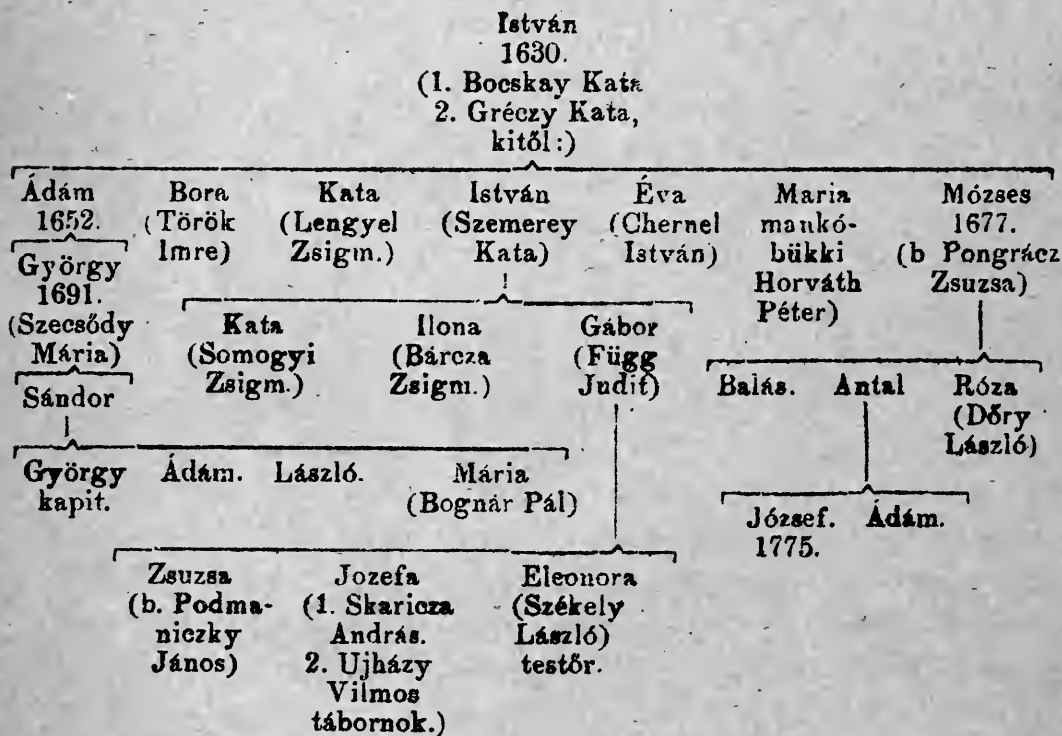 István
1630.
(1. Bocskay Kata
2. Gréczy Kata,
kitől:)
Ádám
1652.
Bora
(Török
Imre)
Kata
(Lengyel
Zsigm.)
István
(Szemerey
Kata)
Éva
(Chernel
István)
Maria
mankó-
bükki
Horváth
Péter)
Mózses
1677.
(b Pongrácz
Zsuzsa)
György
1691.
(Szecsődy
Mária)
Kata
(Somogyi
Zsigm.)
Ilona
(Bárcza
Zsigm.)
Gábor
(Függ
Judit)
Sándor
Balás.
Antal
Róza
(Dőry
László)
György
kapit.
Ádám.
László.
Mária
(Bognár Pál)
József.
1775.
Ádám.
Zsuzsa
(b. Podma-
niczky
János)
Jozefa
(1. Skaricza
András.
2. Ujházy
Vilmos
tábornok.)
Eleonora
(Székely
László)
testőr.